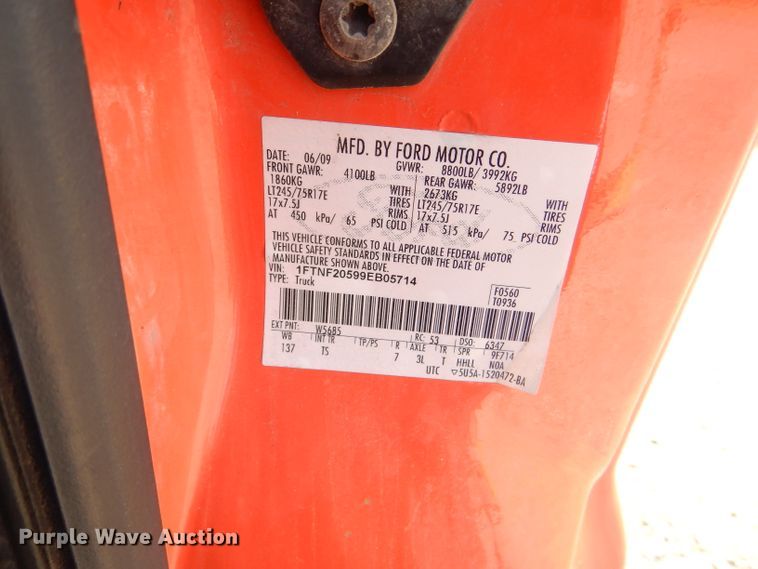 MFD. BY FORD MOTOR CO.
DATE: 06/09 GVWR: 8800LB/ 3992KG
FRONT GAWR: 4100LB REAR GAWR: 5892LB
1860KG WITH 2673KG WITH
LT245/75R17E TIRES LT245/75R17E TIRES
17x7.5J RIMS 17x7.5J RIMS
AT 450 kPa/ 65 PSI COLD AT 515 kPa/ 75 PSI COLD
THIS VEHICLE CONFORMS TO ALL APPLICABLE FEDERAL MOTOR
VEHICLE SAFETY STANDARDS IN EFFECT ON THE DATE OF
MANUFACTURE SHOWN ABOVE.
VIN: 1FTNF20599EB05714
TYPE: Truck
F0560
T0936
EXT PNT: W5685 RC: 53 DSO: 6347
WB INT TR TP/PS R AXLE TR SPR 9F714
137 TS 7 3L T HHLL NOA
UTC ▽5U5A-1520472-BA
Purple Wave Auction